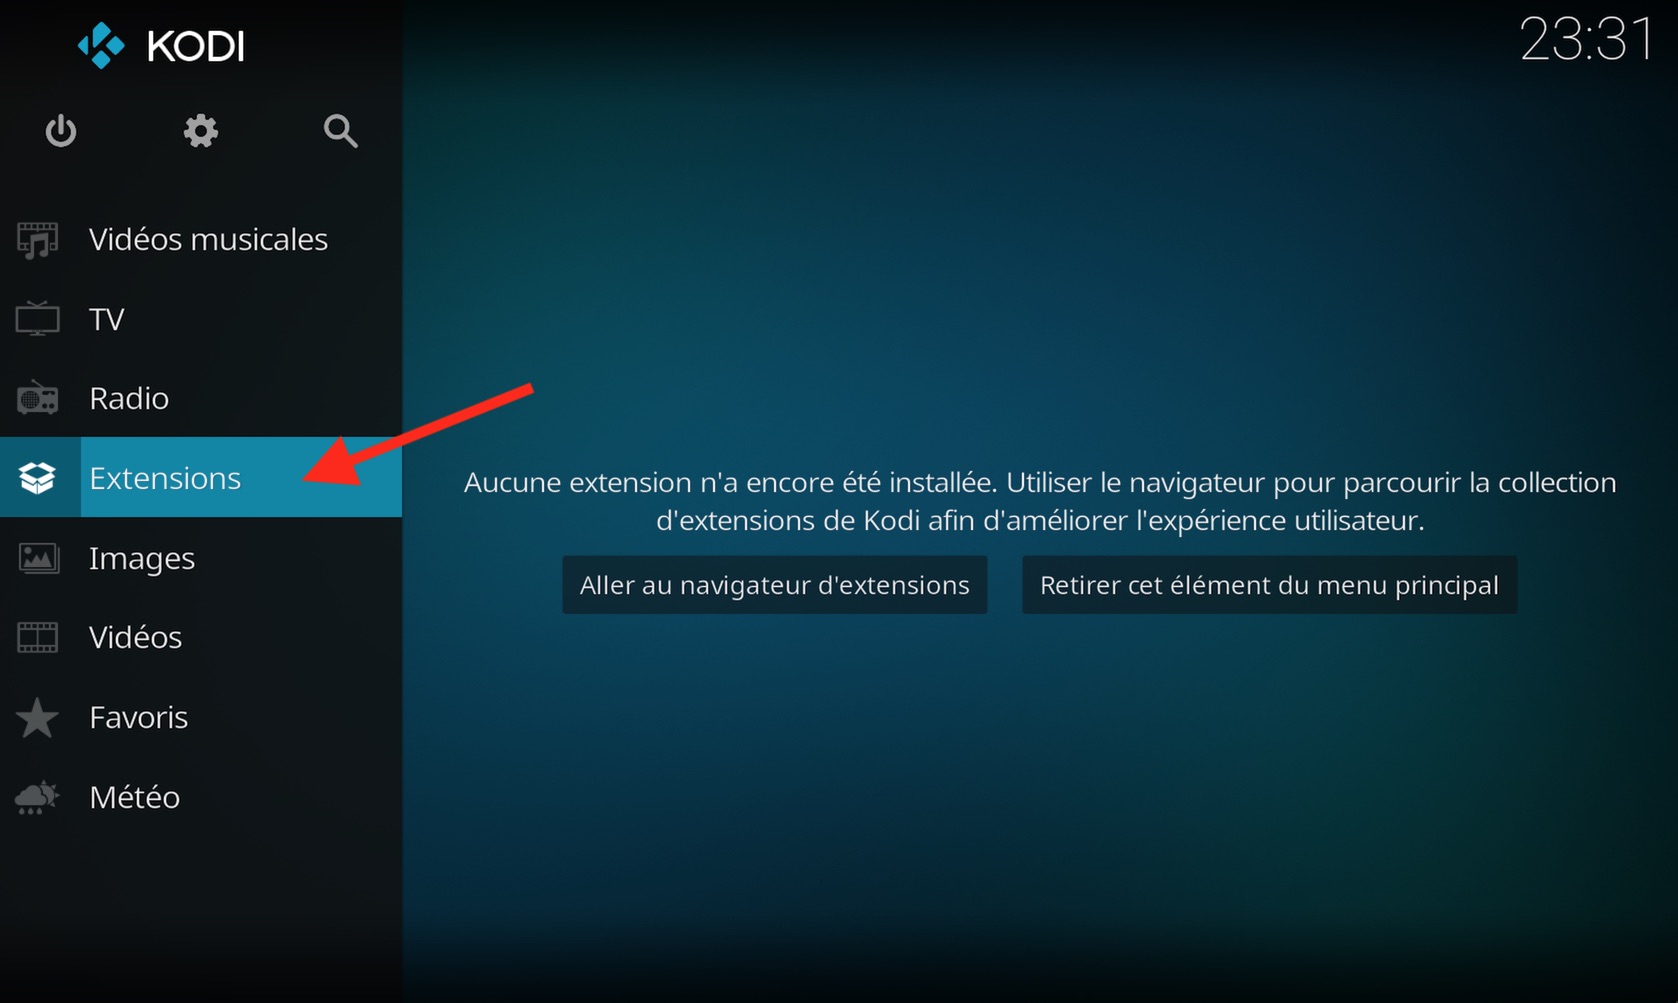 KODI
23:31
Vidéos musicales
TV
Radio
Extensions
Images
Vidéos
Favoris
Météo
Aucune extension n'a encore été installée. Utiliser le navigateur pour parcourir la collection
d'extensions de Kodi afin d'améliorer l'expérience utilisateur.
Aller au navigateur d'extensions
Retirer cet élément du menu principal